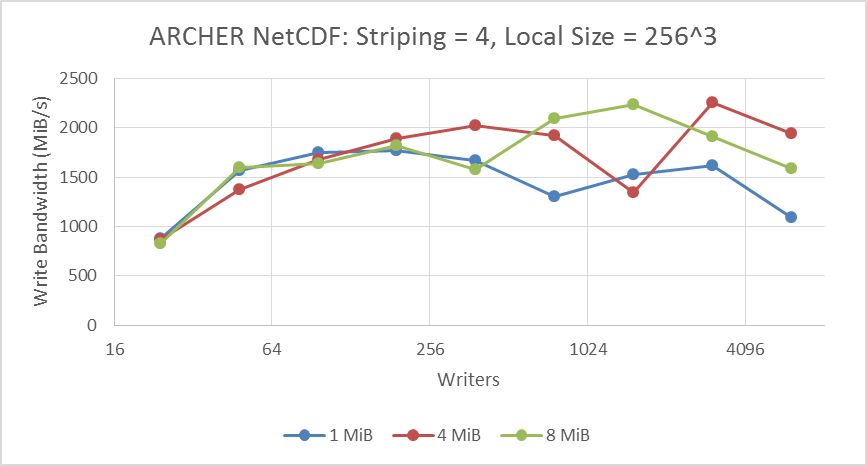 ARCHER NetCDF: Striping = 4, Local Size = 256^3
Write Bandwidth (MiB/s)
2500
2000
1500
1000
500
0
16 64 256 1024 4096
Writers
1 MiB 4 MiB 8 MiB